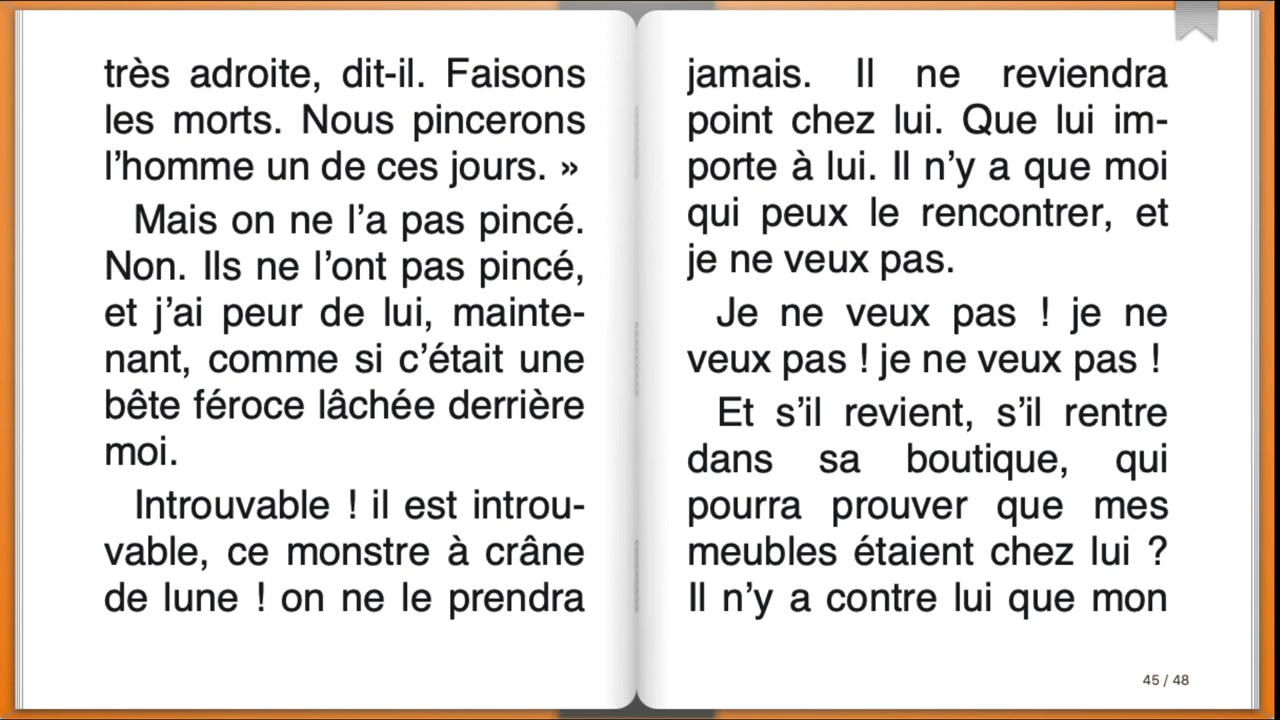 très adroite, dit-il. Faisons
les morts. Nous pincerons
l’homme un de ces jours. »
Mais on ne l’a pas pincé.
Non. Ils ne l’ont pas pincé,
et j’ai peur de lui, mainte-
nant, comme si c’était une
bête féroce lâchée derrière
moi.
Introuvable ! il est introu-
vable, ce monstre à crâne
de lune ! on ne le prendra
jamais. Il ne reviendra
point chez lui. Que lui im-
porte à lui. Il n’y a que moi
qui peux le rencontrer, et
je ne veux pas.
Je ne veux pas ! je ne
veux pas ! je ne veux pas !
Et s’il revient, s’il rentre
dans sa boutique, qui
pourra prouver que mes
meubles étaient chez lui ?
Il n’y a contre lui que mon
45 / 48